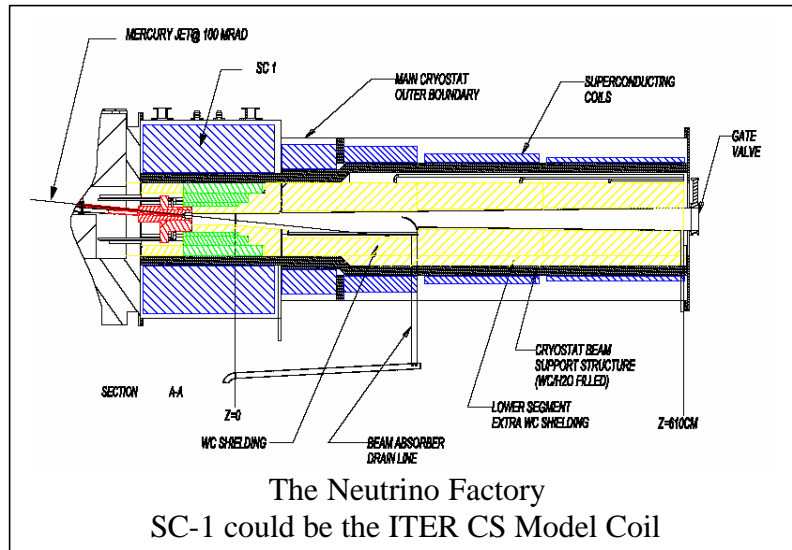 MERCURY JET@ 100 MRAD
SC 1
MAIN CRYOSTAT
OUTER BOUNDARY
SUPERCONDUCTING
COILS
GATE
VALVE
CRYOSTAT BEAM
SUPPORT STRUCTURE
(WC/H2O FILLED)
SECTION A-A
Z=0
LOWER SEGMENT
EXTRA WC SHIELDING
Z=610CM
WC SHIELDING
BEAM ABSORBER
DRAIN LINE
The Neutrino Factory
SC-1 could be the ITER CS Model Coil